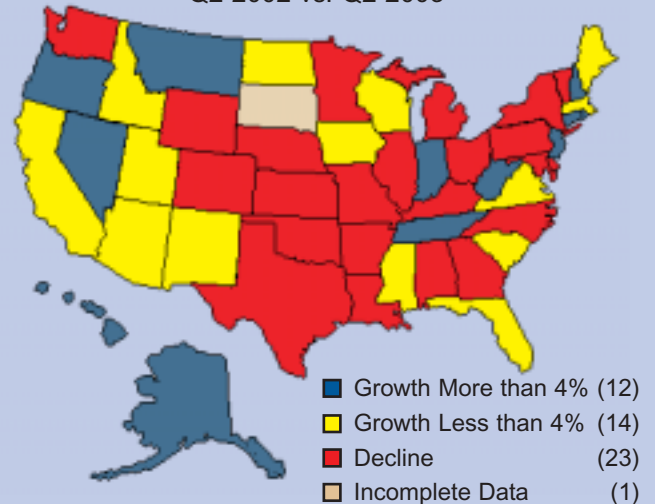 Growth More than 4% (12)
Growth Less than 4% (14)
Decline (23)
Incomplete Data (1)